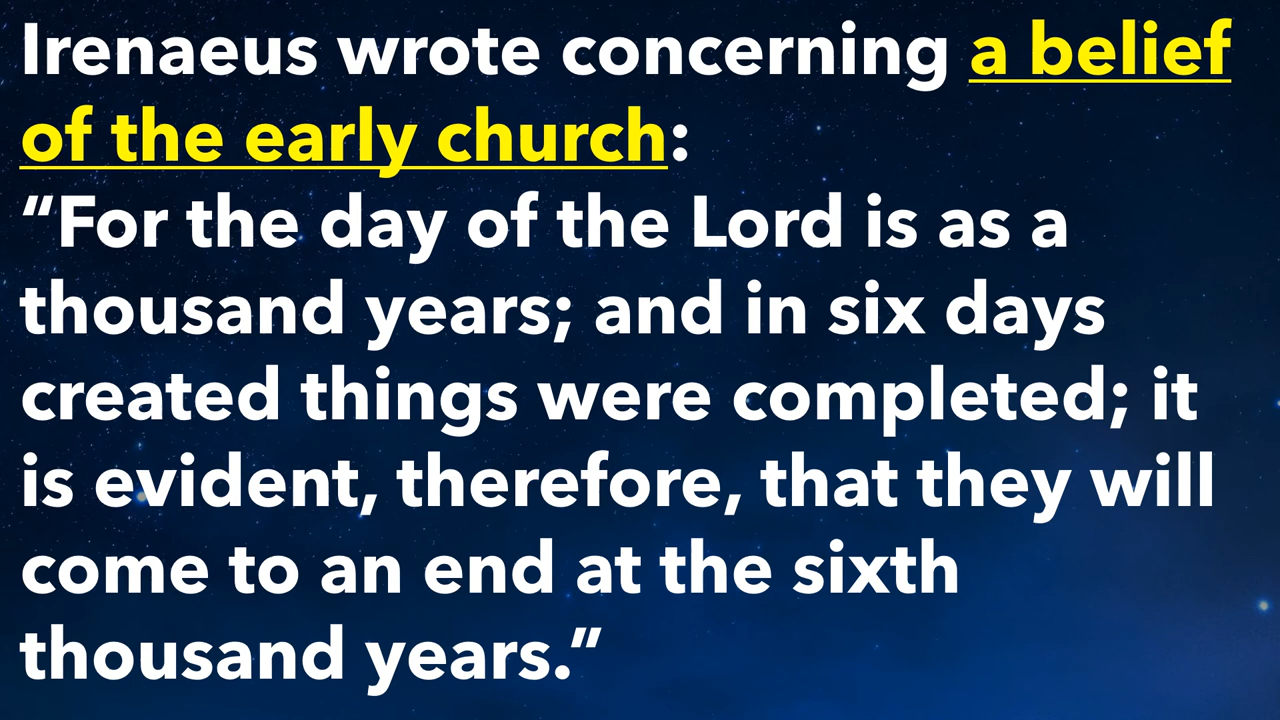 Irenaeus wrote concerning a belief
of the early church:
“For the day of the Lord is as a
thousand years; and in six days
created things were completed; it
is evident, therefore, that they will
come to an end at the sixth
thousand years.”